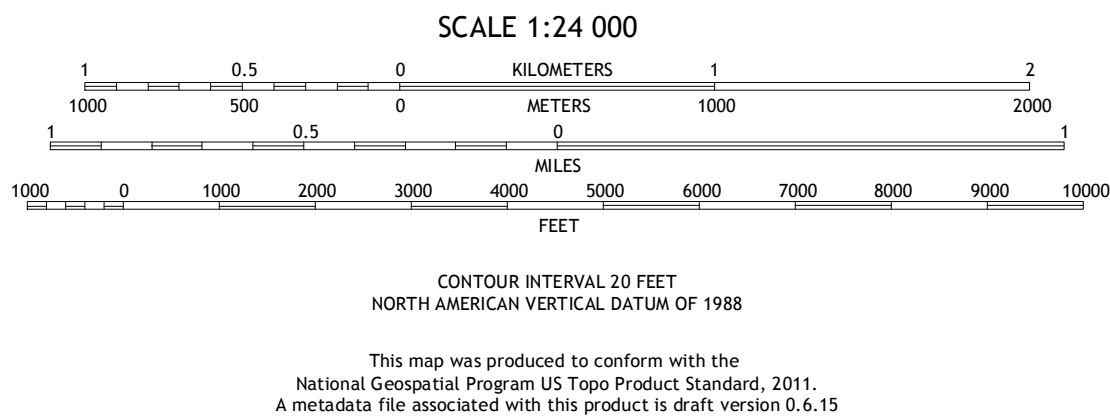 SCALE 1:24 000
1 0.5 0 KILOMETERS 1 2
1000 500 0 METERS 1000 2000
1 0.5 0 1
MILES
1000 0 1000 2000 3000 4000 5000 6000 7000 8000 9000 10000
FEET
CONTOUR INTERVAL 20 FEET
NORTH AMERICAN VERTICAL DATUM OF 1988
This map was produced to conform with the
National Geospatial Program US Topo Product Standard, 2011.
A metadata file associated with this product is draft version 0.6.15